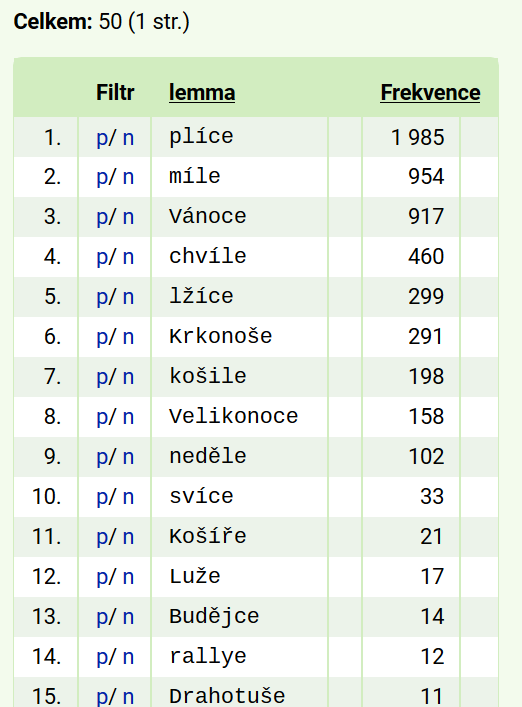 Celkem: 50 (1 str.)
Filtr lemma Frekvence
1. p/ n plíce 1 985
2. p/ n míle 954
3. p/ n Vánoce 917
4. p/ n chvíle 460
5. p/ n lžíce 299
6. p/ n Krkonoše 291
7. p/ n košile 198
8. p/ n Velikonoce 158
9. p/ n neděle 102
10. p/ n svíce 33
11. p/ n Košíře 21
12. p/ n Luže 17
13. p/ n Budějce 14
14. p/ n rallye 12
15. p/ n Drahotuše 11